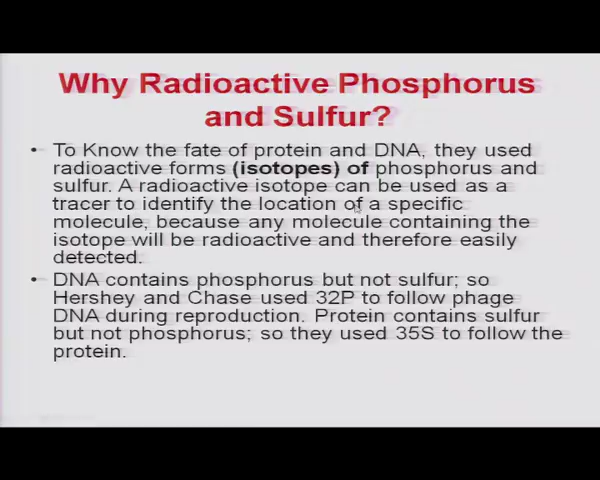 Why Radioactive Phosphorus
and Sulfur?
• To Know the fate of protein and DNA, they used
radioactive forms (isotopes) of phosphorus and
sulfur. A radioactive isotope can be used as a
tracer to identify the location of a specific
molecule, because any molecule containing the
isotope will be radioactive and therefore easily
detected.
• DNA contains phosphorus but not sulfur; so
Hershey and Chase used 32P to follow phage
DNA during reproduction. Protein contains sulfur
but not phosphorus; so they used 35S to follow the
protein.